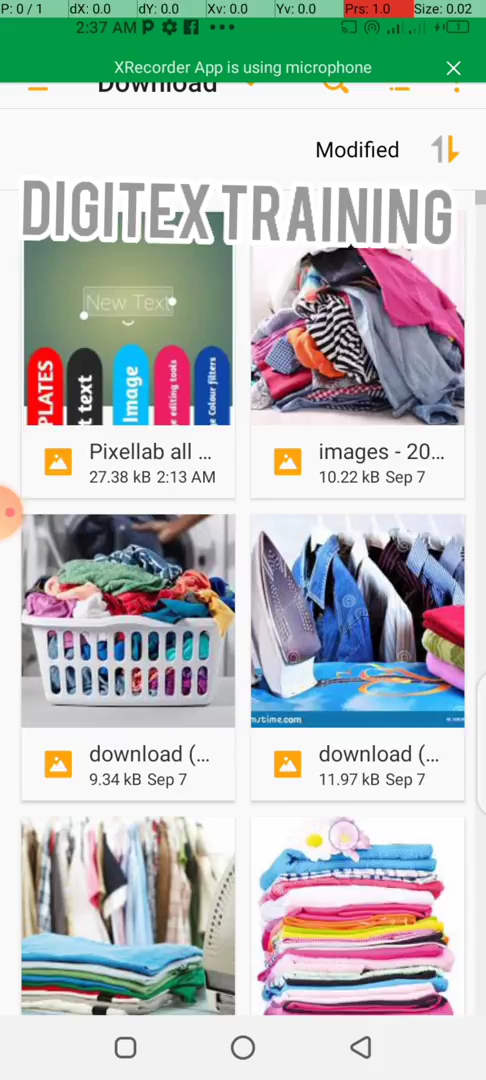 P: 0 / 1 dX: 0.0 dY: 0.0 Xv: 0.0 Yv: 0.0 Prs: 1.0 Size: 0.02
2:37 AM
XRecorder App is using microphone
Download
Modified
DIGITEX TRAINING
New Text
PLATES
t text
Image
e editing tools
e Colour filters
Pixellab all ...
27.38 kB 2:13 AM
images - 20...
10.22 kB Sep 7
mstime.com
download (...
9.34 kB Sep 7
download (...
11.97 kB Sep 7